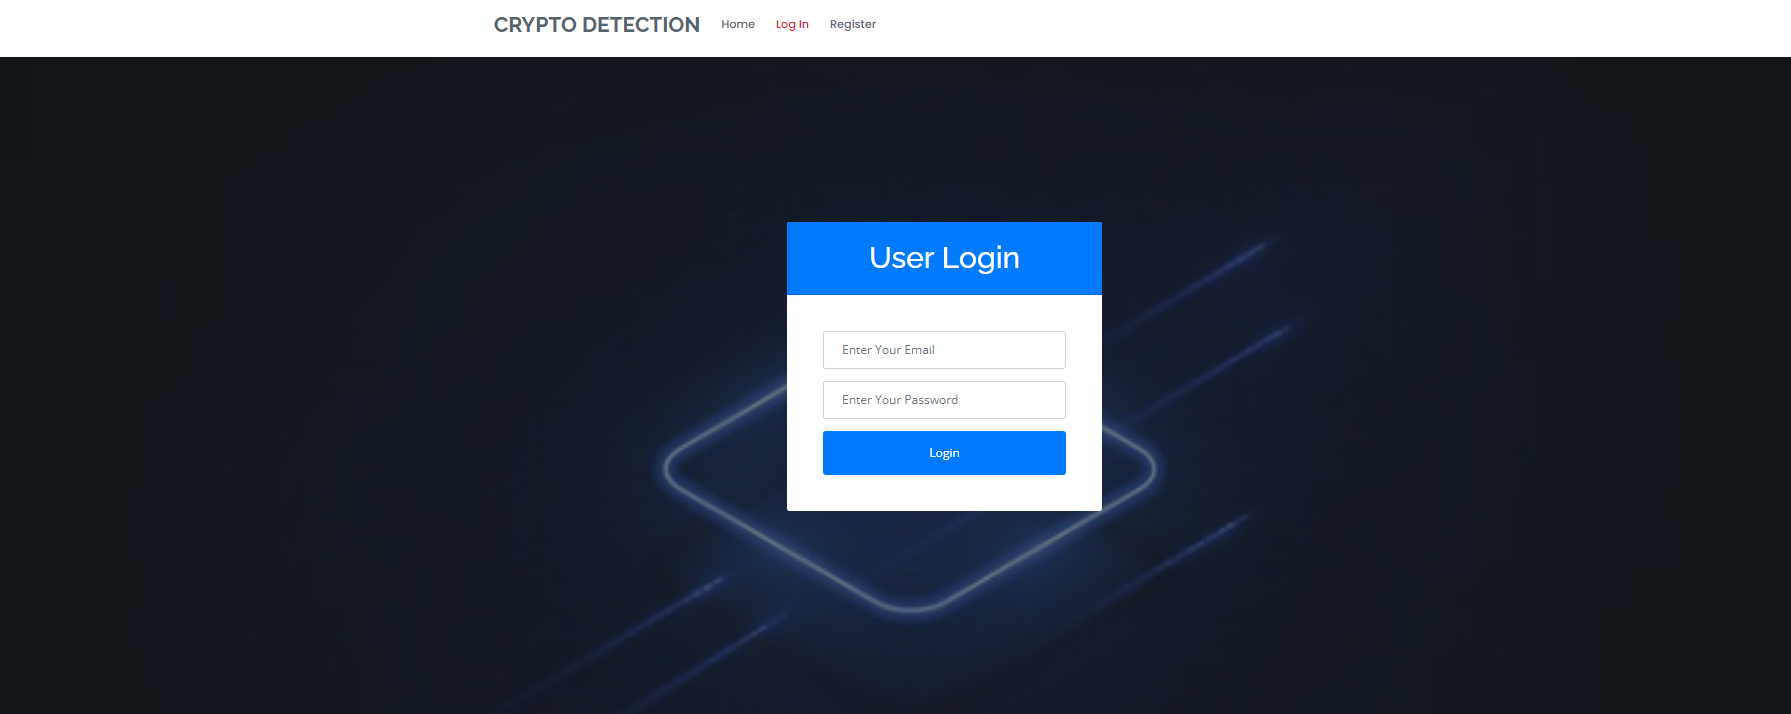 CRYPTO DETECTION Home Log In Register
User Login
Enter Your Email
Enter Your Password
Login